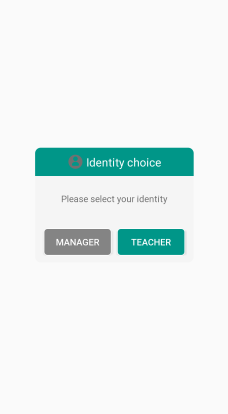 Identity choice
Please select your identity
MANAGER
TEACHER